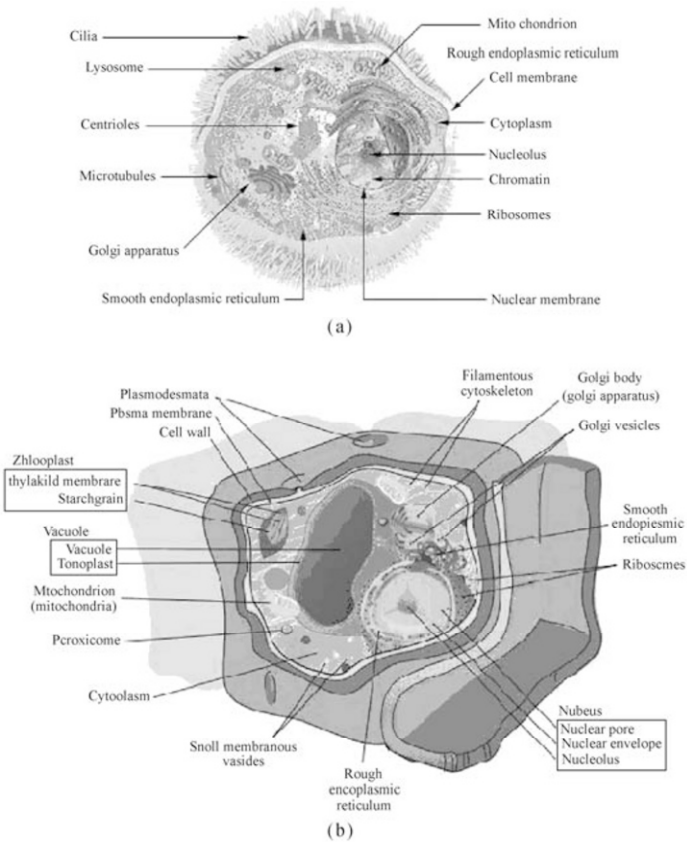 Cilia
Mito chondrion
Rough endoplasmic reticulum
Lysosome
Cell membrane
Centrioles
Cytoplasm
Nucleolus
Microtubules
Chromatin
Ribosomes
Golgi apparatus
Smooth endoplasmic reticulum
Nuclear membrane
(a)
Filamentous
cytoskeleton
Golgi body
(golgi apparatus)
Plasmodesmata
Pbsma membrane
Golgi vesicles
Cell wall
Zhlooplast
thylakild membrare
Starchgrain
Smooth
endopiesmic
reticulum
Vacuole
Vacuole
Tonoplast
Riboscmes
Mtochondrion
(mitochondria)
Pcroxicome
Cytoolasm
Nubeus
Nuclear pore
Nuclear envelope
Nucleolus
Snoll membranous
vasides
Rough
encoplasmic
reticulum
(b)